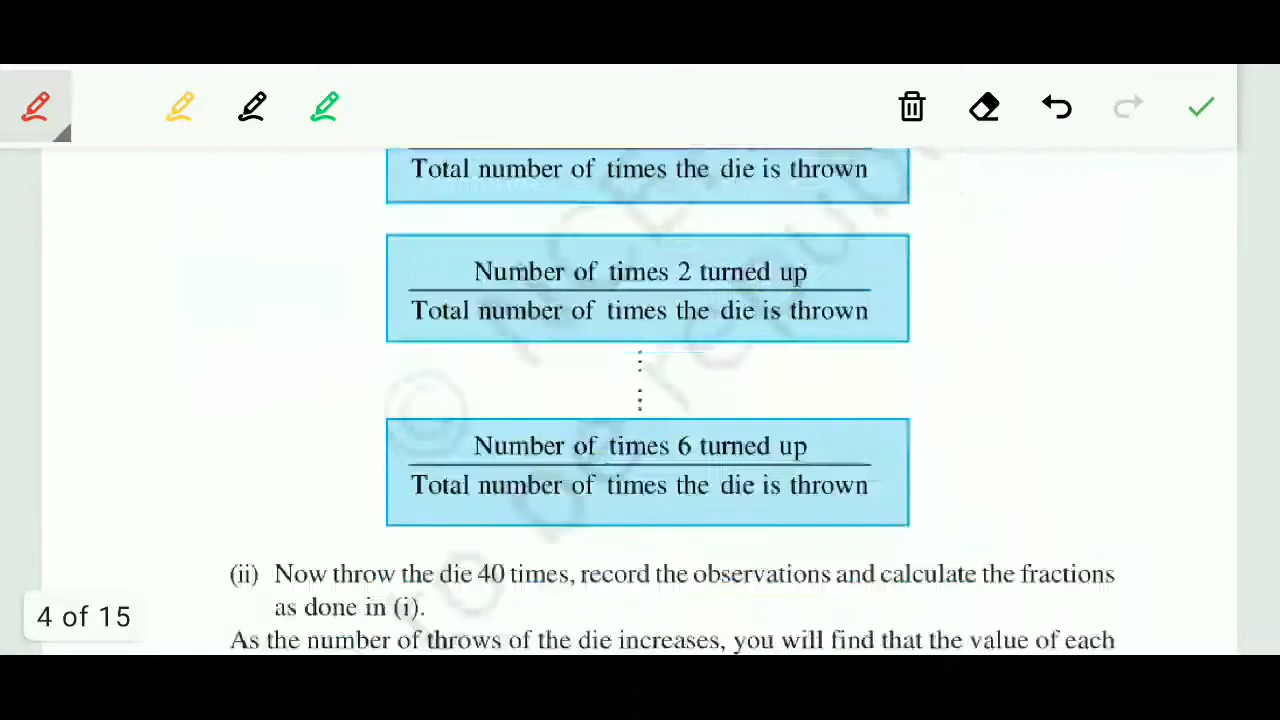 Total number of times the die is thrown
Number of times 2 turned up
Total number of times the die is thrown
Number of times 6 turned up
Total number of times the die is thrown
(ii) Now throw the die 40 times, record the observations and calculate the fractions
as done in (i).
4 of 15
As the number of throws of the die increases, you will find that the value of each